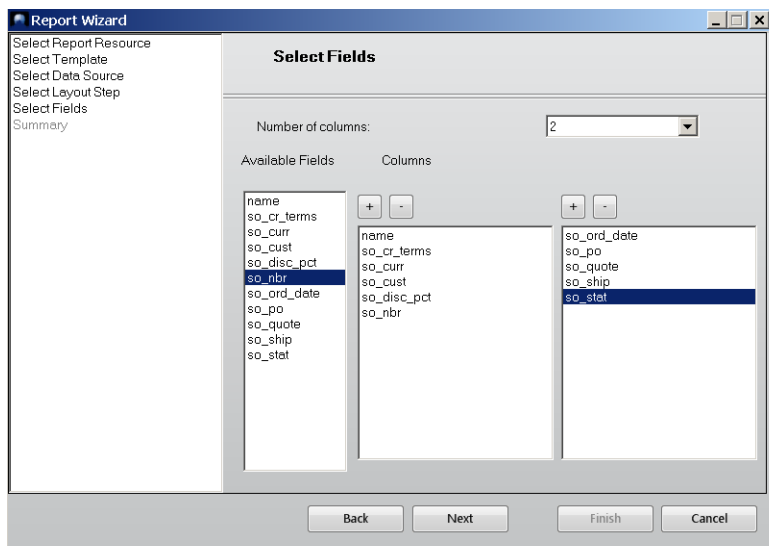 Report Wizard
Select Report Resource
Select Template
Select Data Source
Select Layout Step
Select Fields
Summary
Select Fields
Number of columns:
2
Available Fields
Columns
name
so_cr_terms
so_curr
so_cust
so_disc_pct
so_nbr
so_ord_date
so_po
so_quote
so_ship
so_stat
+ -
name
so_cr_terms
so_curr
so_cust
so_disc_pct
so_nbr
+ -
so_ord_date
so_po
so_quote
so_ship
so_stat
Back Next Finish Cancel